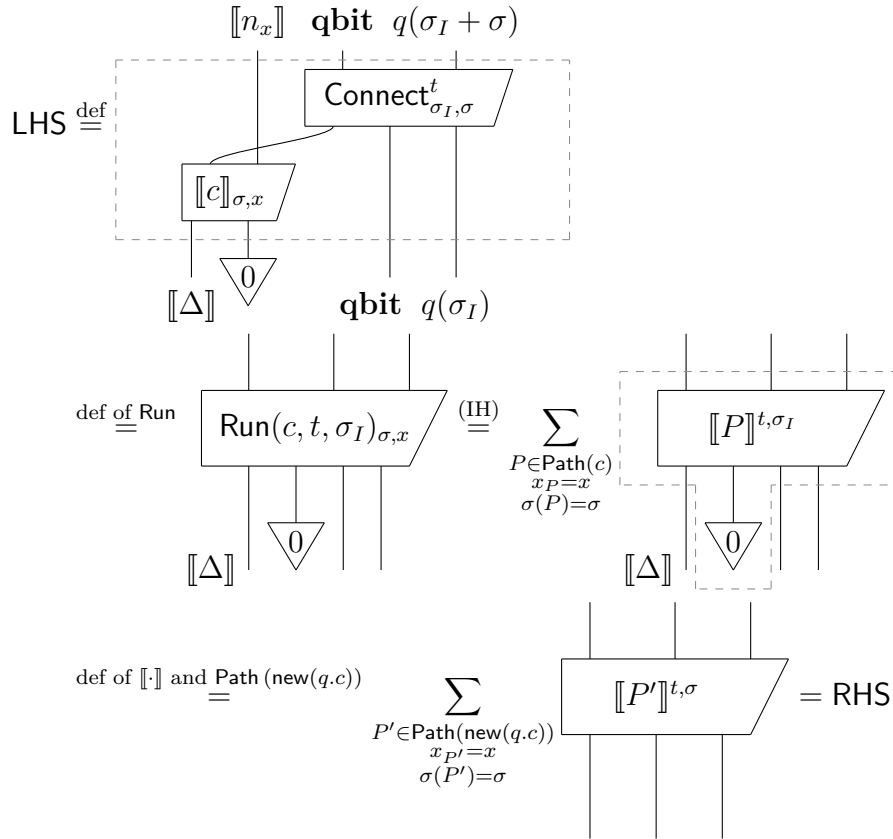 ⟦n_x⟧ qbit q(σ_I + σ)
Connect^t_{σ_I,σ}
LHS ≝
⟦c⟧_{σ,x}
0
⟦Δ⟧ qbit q(σ_I)
def of Run = Run(c, t, σ_I)_{σ,x} (IH) = ∑ P∈Path(c) x_P=x σ(P)=σ ⟦P⟧^{t,σ_I}
0 0
⟦Δ⟧ ⟦Δ⟧
def of ⟦·⟧ and Path (new(q.c)) = ∑ P′∈Path(new(q.c)) x_{P′}=x σ(P′)=σ ⟦P′⟧^{t,σ} = RHS